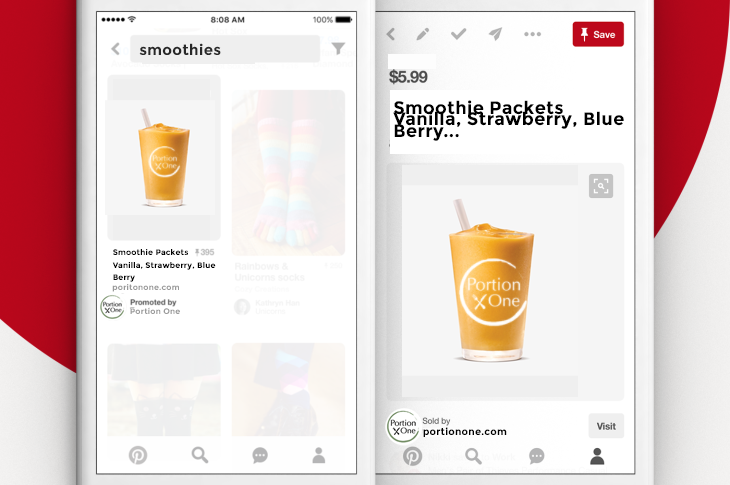 9:08 AM
100%
smoothies
Portion
One
Smoothie Packets 395
Vanilla, Strawberry, Blue
Berry
poritonone.com
Portion
One
Promoted by
Portion One
Rainbows &
Unicorns socks
Save
$5.99
Smoothie Packets
Vanilla, Strawberry, Blue
Berry...
Portion
One
Portion
One
Sold by
portionone.com
Visit